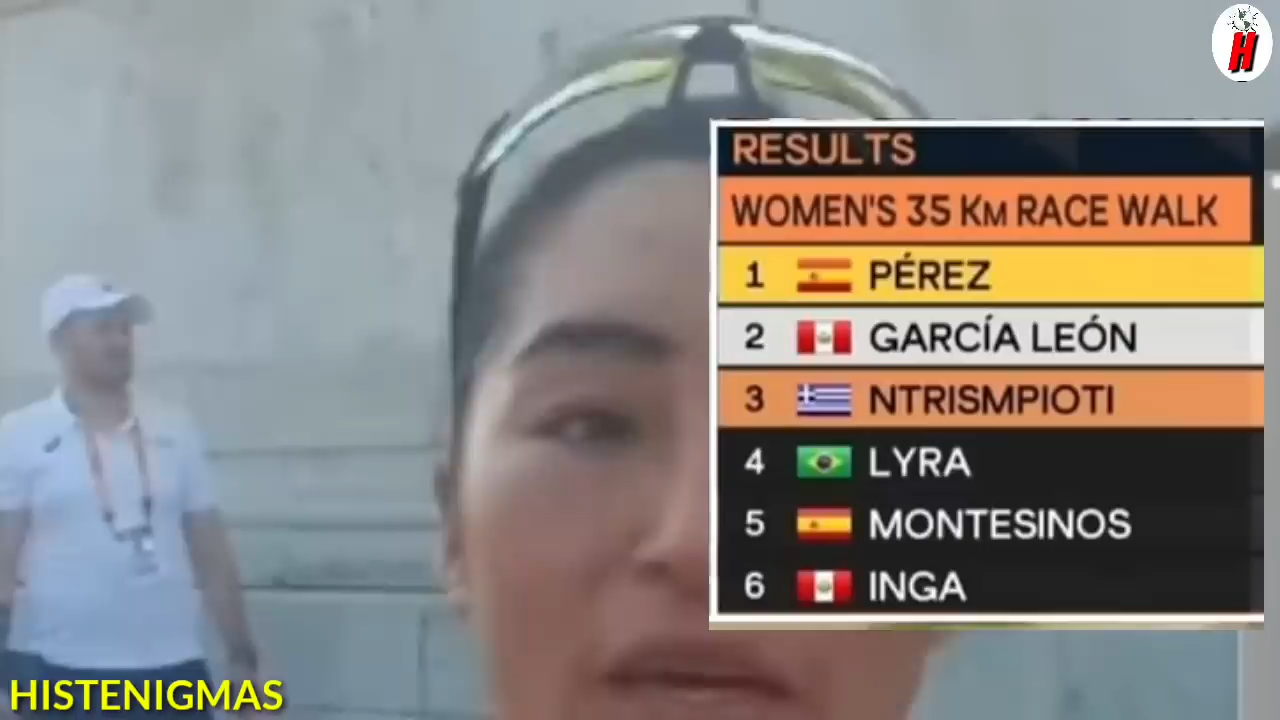 H
RESULTS
WOMEN'S 35 KM RACE WALK
1 PÉREZ
2 GARCÍA LEÓN
3 NTRISMPIOTI
4 LYRA
5 MONTESINOS
6 INGA
HISTENIGMAS